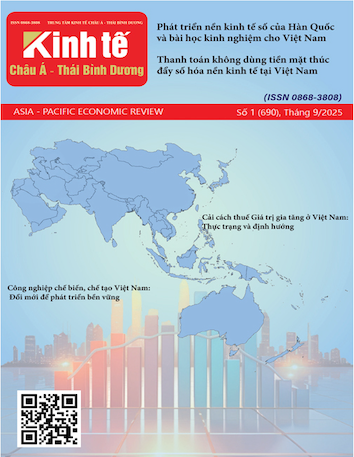 ISSN 0868-3808 TRUNG TÂM KINH TẾ CHÂU Á - THÁI BÌNH DƯƠNG
Kinh tế
Châu Á - Thái Bình Dương
Phát triển nền kinh tế số của Hàn Quốc
và bài học kinh nghiệm cho Việt Nam
Thanh toán không dùng tiền mặt thúc
đẩy số hóa nền kinh tế tại Việt Nam
(ISSN 0868-3808)
ASIA - PACIFIC ECONOMIC REVIEW
Số 1 (690), Tháng 9/2025
Cải cách thuế Giá trị gia tăng ở Việt Nam:
Thực trạng và định hướng
Công nghiệp chế biến, chế tạo Việt Nam:
Đổi mới để phát triển bền vững